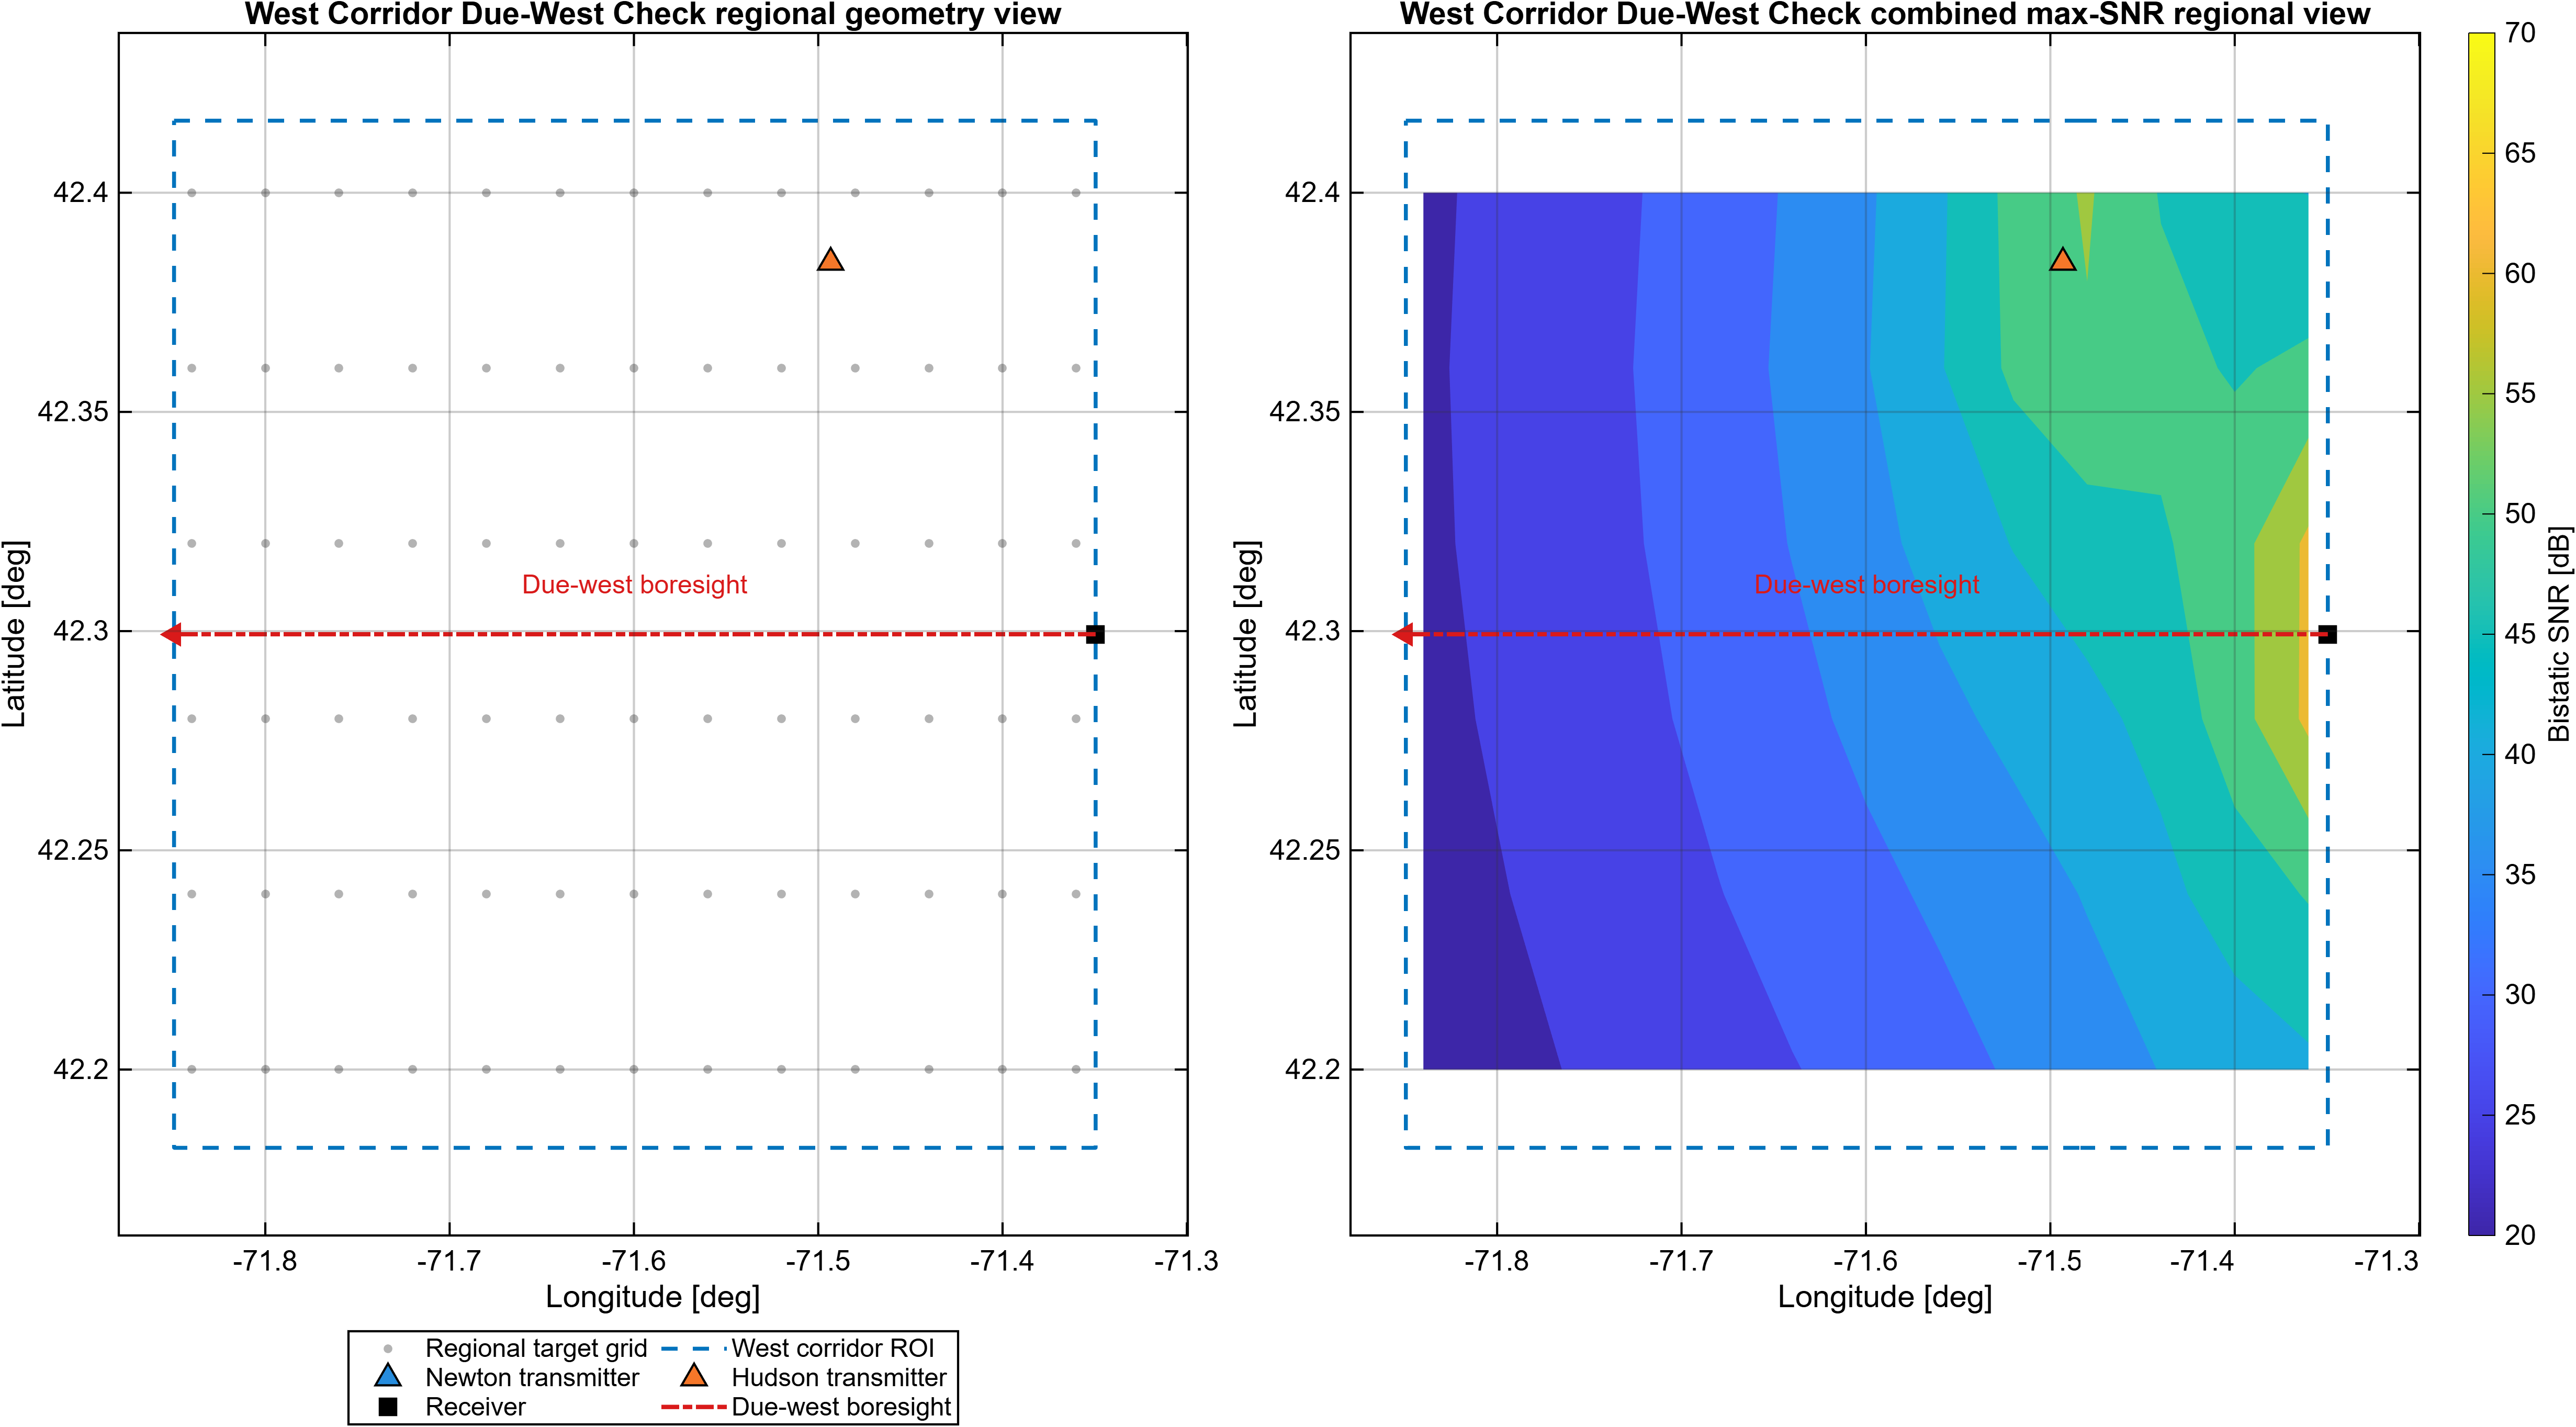 West Corridor Due-West Check regional geometry view
42.4
42.35
42.3
42.25
42.2
Latitude [deg]
Due-west boresight
-71.8
-71.7
-71.6
-71.5
-71.4
-71.3
Longitude [deg]
Regional target grid
West corridor ROI
Newton transmitter
Hudson transmitter
Receiver
Due-west boresight
West Corridor Due-West Check combined max-SNR regional view
42.4
42.35
42.3
42.25
42.2
Latitude [deg]
Due-west boresight
-71.8
-71.7
-71.6
-71.5
-71.4
-71.3
Longitude [deg]
70
65
60
55
50
45
40
35
30
25
20
Bistatic SNR [dB]